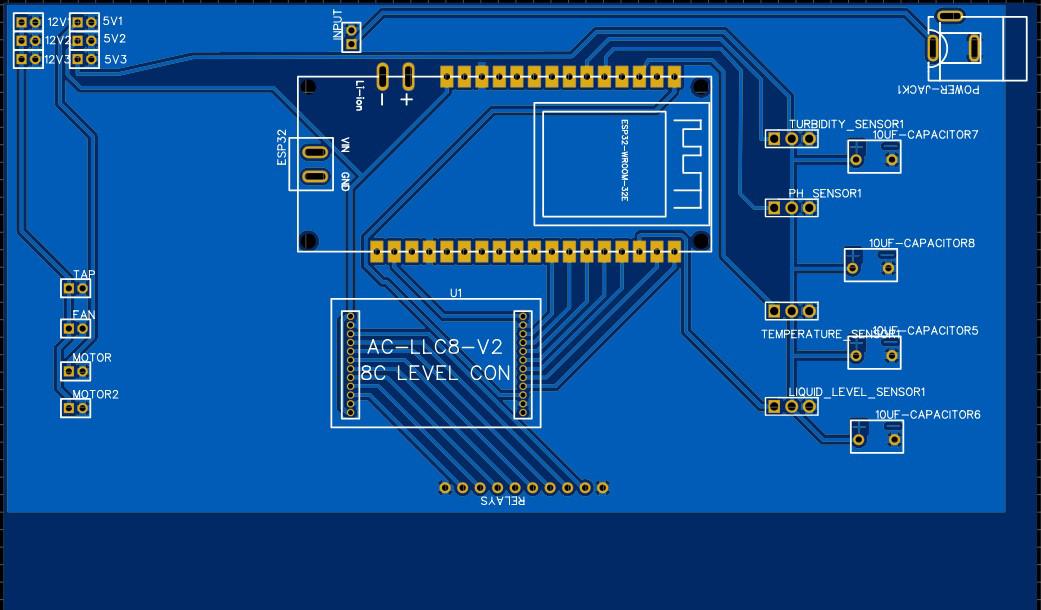 12V1
5V1
12V2
5V2
12V3
5V3
INPUT
POWER-JACK1
Li-ion
- +
ESP32
VIN
GND
ESP32-WROOM-32E
TURBIDITY_SENSOR1
10UF-CAPACITOR7
PH_SENSOR1
10UF-CAPACITOR8
TAP
FAN
MOTOR
MOTOR2
U1
AC-LLC8-V2
8C LEVEL CON
TEMPERATURE_SENSOR1
10UF-CAPACITOR5
LIQUID_LEVEL_SENSOR1
10UF-CAPACITOR6
RELAYS